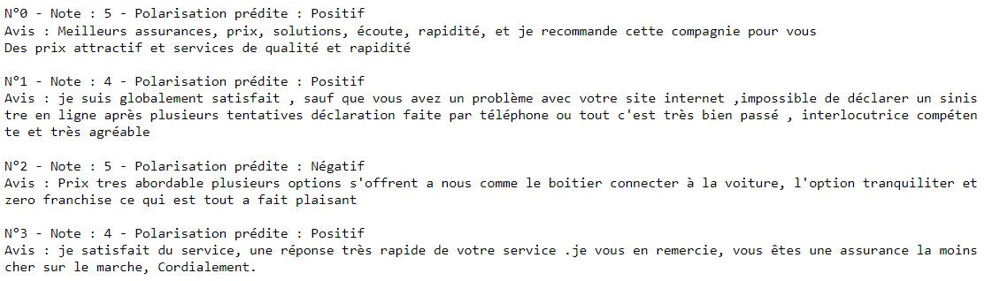 N°0 - Note : 5 - Polarisation prédite : Positif
Avis : Meilleurs assurances, prix, solutions, écoute, rapidité, et je recommande cette compagnie pour vous
Des prix attractif et services de qualité et rapidité
N°1 - Note : 4 - Polarisation prédite : Positif
Avis : je suis globalement satisfait , sauf que vous avez un problème avec votre site internet ,impossible de déclarer un sinis
tre en ligne après plusieurs tentatives déclaration faite par téléphone ou tout c'est très bien passé , interlocutrice compéten
te et très agréable
N°2 - Note : 5 - Polarisation prédite : Négatif
Avis : Prix tres abordable plusieurs options s'offrent a nous comme le boitier connecter à la voiture, l'option tranquiliter et
zero franchise ce qui est tout a fait plaisant
N°3 - Note : 4 - Polarisation prédite : Positif
Avis : je satisfait du service, une réponse très rapide de votre service .je vous en remercie, vous êtes une assurance la moins
cher sur le marche, Cordialement.